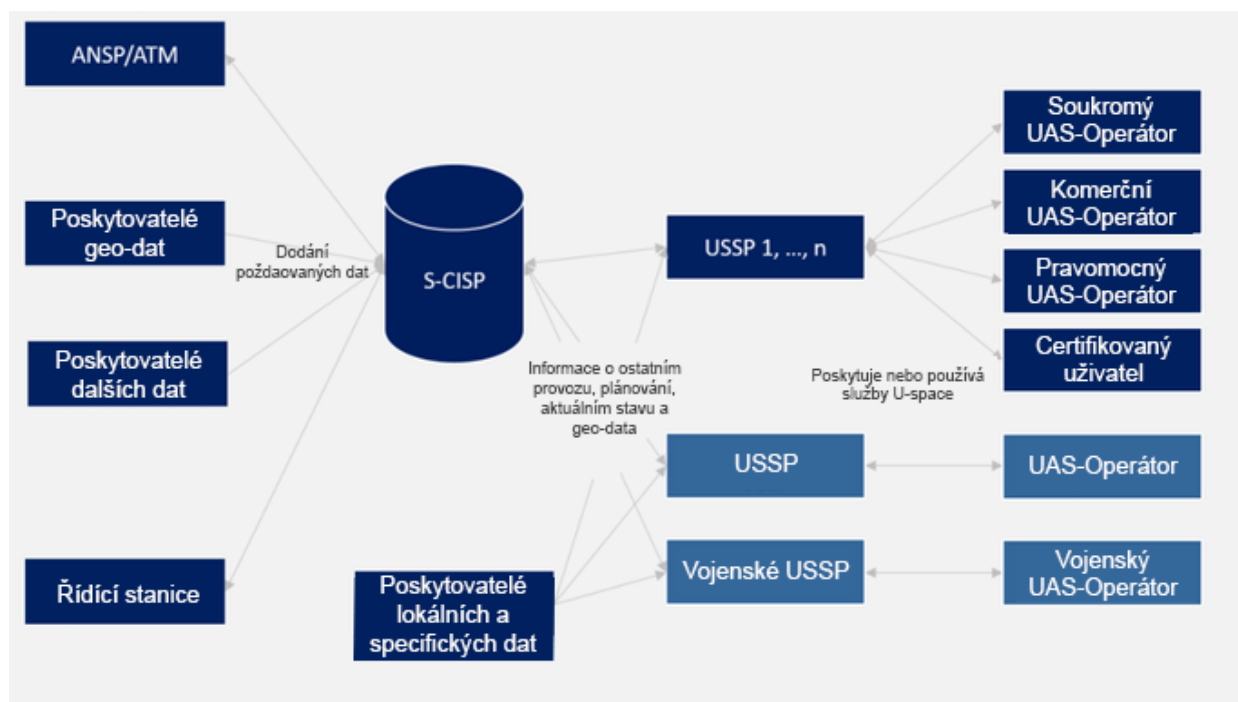 ANSP/ATM
Poskytovatelé
geo-dat
Poskytovatelé
dalších dat
Řídící stanice
Dodání
poždaovaných dat
S-CISP
Informace o ostatním
provozu, plánování,
aktuálním stavu a
geo-data
Poskytovatelé
lokálních a
specifických dat
USSP 1, ..., n
Poskytuje nebo používá
služby U-space
USSP
Vojenské USSP
Soukromý
UAS-Operátor
Komerční
UAS-Operátor
Pravomocný
UAS-Operátor
Certifikovaný
uživatel
UAS-Operátor
Vojenský
UAS-Operátor